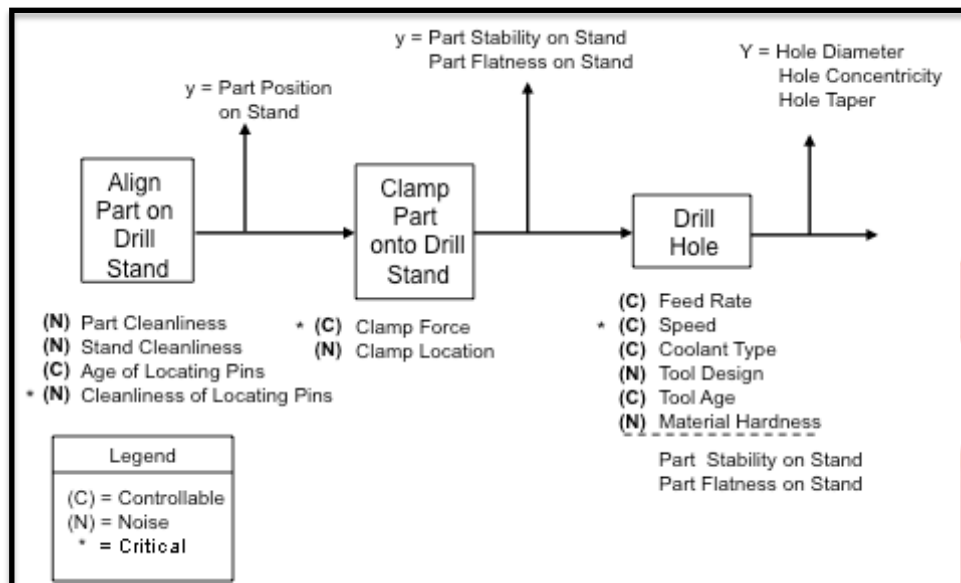 y = Part Position
on Stand
y = Part Stability on Stand
Part Flatness on Stand
Y = Hole Diameter
Hole Concentricity
Hole Taper
Align
Part on
Drill
Stand
Clamp
Part
onto Drill
Stand
Drill
Hole
(N) Part Cleanliness
(N) Stand Cleanliness
(C) Age of Locating Pins
* (N) Cleanliness of Locating Pins
* (C) Clamp Force
(N) Clamp Location
(C) Feed Rate
* (C) Speed
(C) Coolant Type
(N) Tool Design
(C) Tool Age
(N) Material Hardness
Part Stability on Stand
Part Flatness on Stand
Legend
(C) = Controllable
(N) = Noise
* = Critical